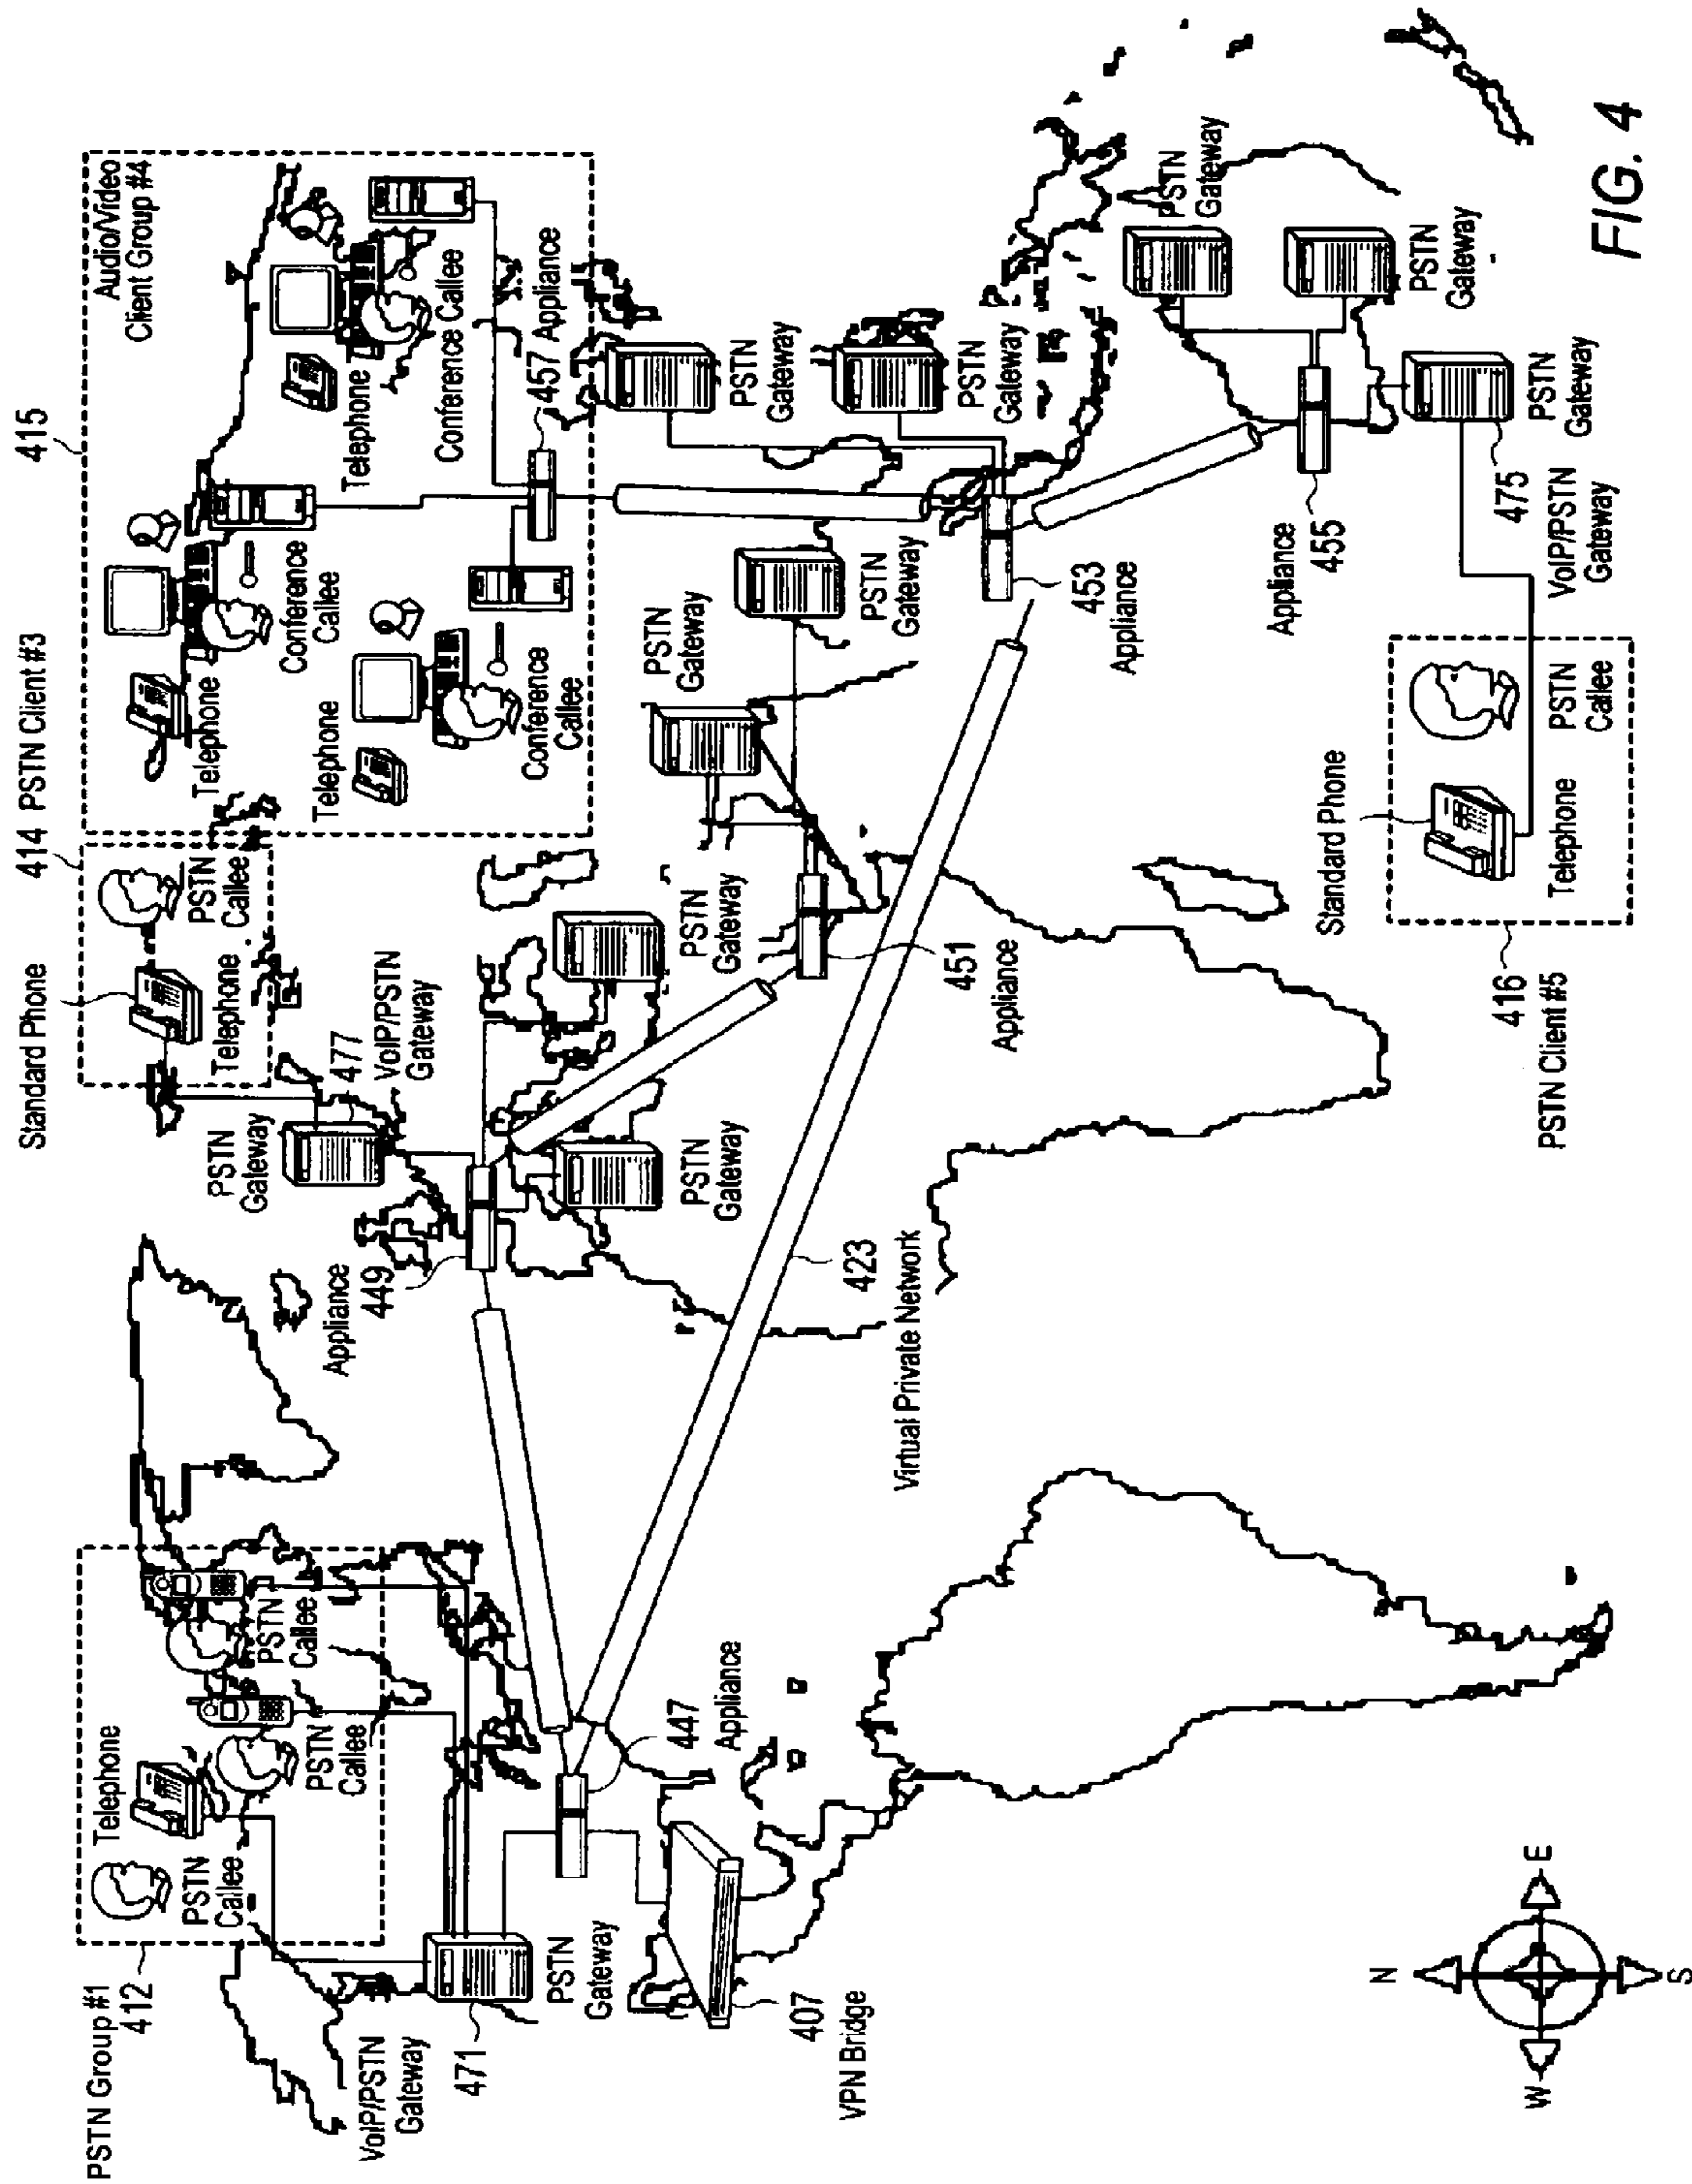 PSTN Group #1
412
VoIP/PSTN
Gateway
471
Telephone
PSTN
Callee
PSTN
Callee
PSTN
Callee
PSTN
Gateway
407
VPN Bridge
447
Appliance
Standard Phone
414 PSTN Client #3
PSTN
Callee
Telephone
PSTN
Gateway
477
VoIP/PSTN
Gateway
Appliance
449
PSTN
Gateway
PSTN
Gateway
451
Appliance
423
Virtual Private Network
415
Audio/Video
Client Group #4
Telephone
Conference
Callee
Telephone
Conference
Callee
Telephone
Conference Callee
457 Appliance
PSTN
Gateway
PSTN
Gateway
PSTN
Gateway
PSTN
Gateway
453
Appliance
PSTN
Gateway
PSTN
Gateway
Appliance
455
PSTN
Gateway
475
VoIP/PSTN
Gateway
Standard Phone
Telephone
PSTN
Callee
416
PSTN Client #5
N
W
E
S
FIG. 4